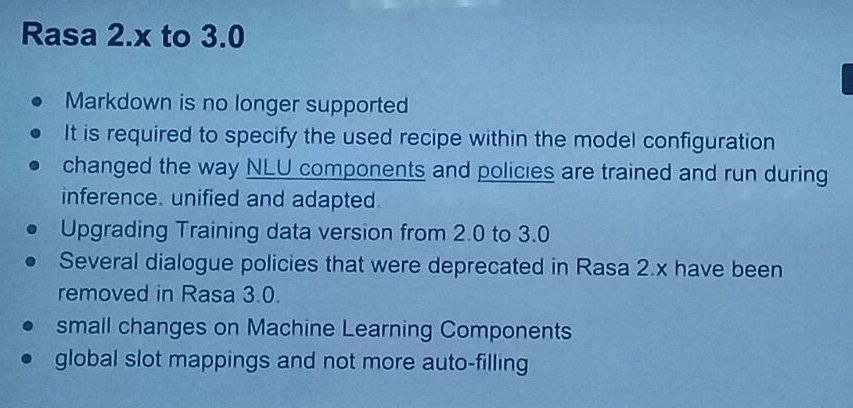 Rasa 2.x to 3.0
• Markdown is no longer supported
• It is required to specify the used recipe within the model configuration
• changed the way NLU components and policies are trained and run during
inference. unified and adapted.
• Upgrading Training data version from 2.0 to 3.0
• Several dialogue policies that were deprecated in Rasa 2.x have been
removed in Rasa 3.0.
• small changes on Machine Learning Components
• global slot mappings and not more auto-filling